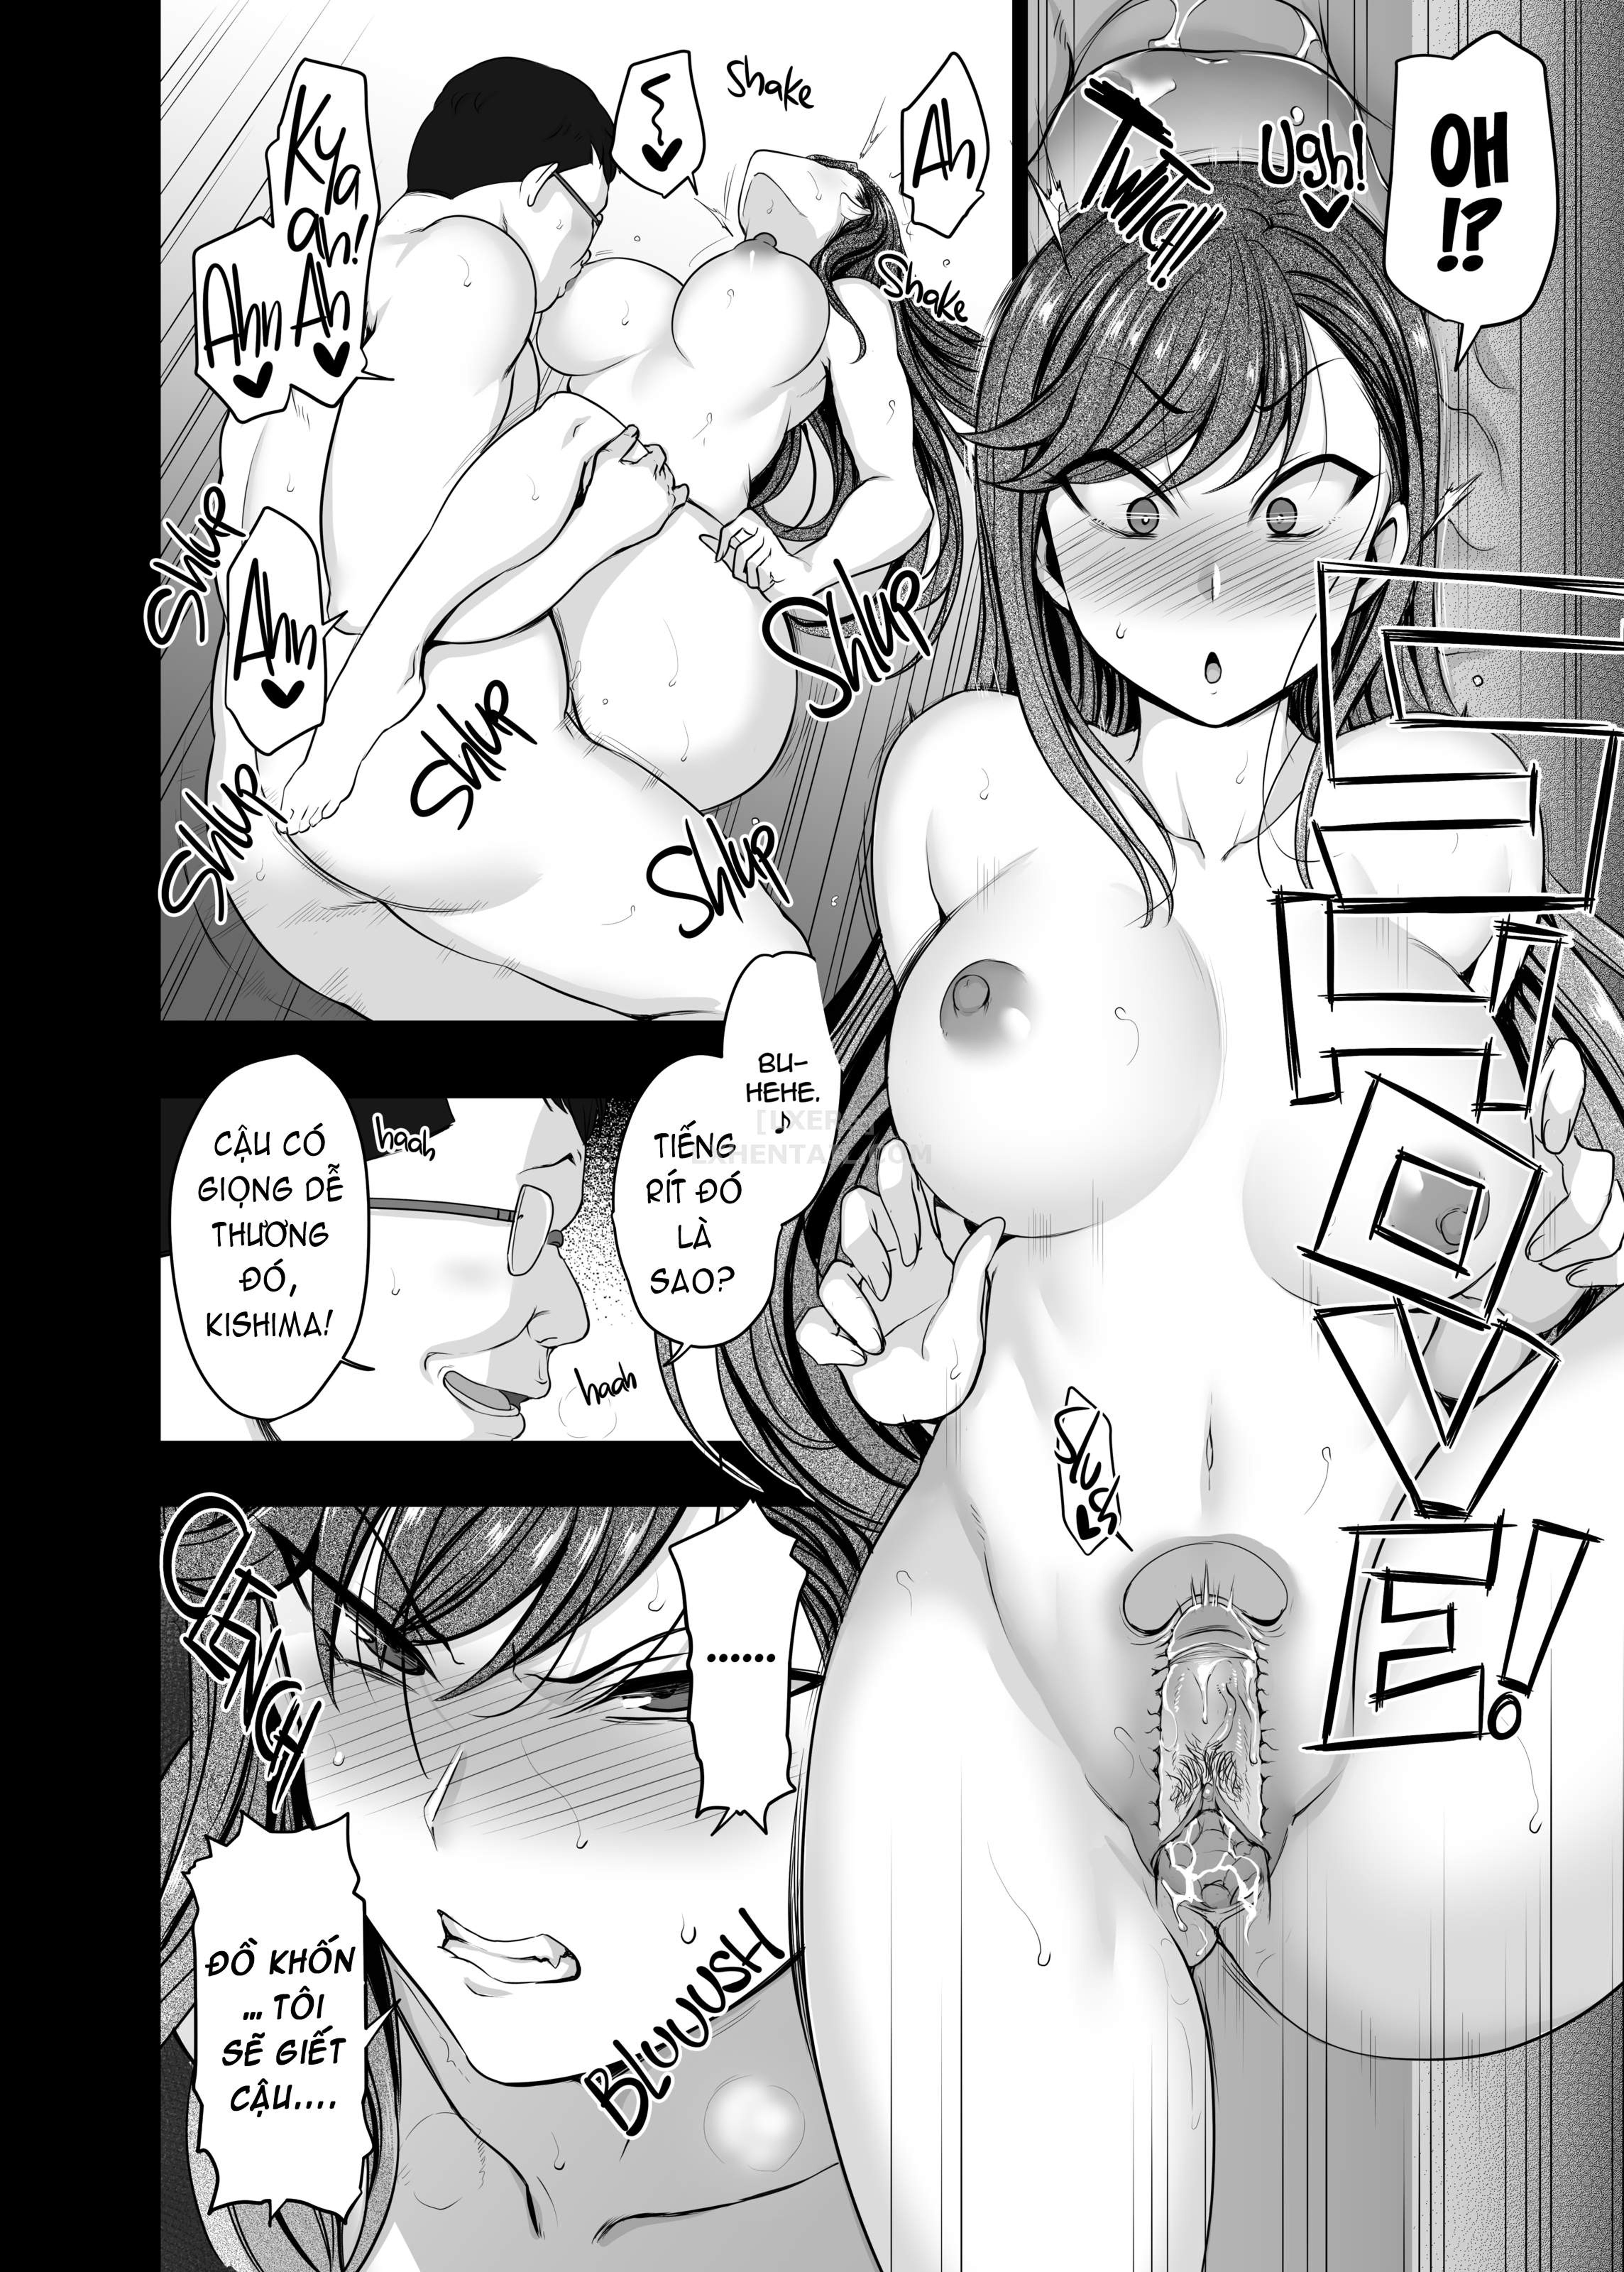 OH
!?
Ugh!
TWITCH!!
SHOVE!
Sluch
Ah
Shake
Shake
Kya
ah!
Ah
Ahn
Ahn
Shlup
Shlup
Shlup
Shlup
Shlup
BU-
HEHE.
TIẾNG
RÍT ĐÓ
LÀ
SAO?
CẬU CÓ
GIỌNG DỄ
THƯƠNG
ĐÓ,
KISHIMA!
haah
haah
.......
CLENCH
ĐỒ KHỐN
... TÔI
SẼ GIẾT
CẬU....
BLUUUSH